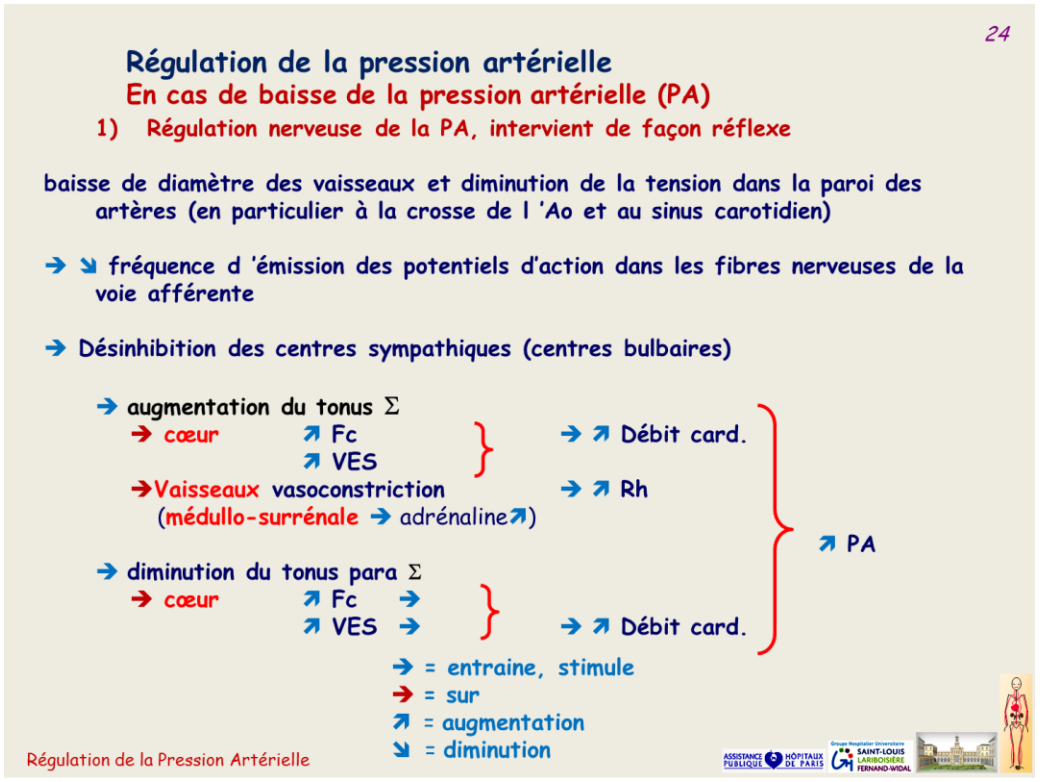 24
Régulation de la pression artérielle
En cas de baisse de la pression artérielle (PA)
1) Régulation nerveuse de la PA, intervient de façon réflexe
baisse de diamètre des vaisseaux et diminution de la tension dans la paroi des
artères (en particulier à la crosse de l 'Ao et au sinus carotidien)
➔ ➘ fréquence d 'émission des potentiels d'action dans les fibres nerveuses de la
voie afférente
➔ Désinhibition des centres sympathiques (centres bulbaires)
➔ augmentation du tonus Σ
➔ cœur ➚ Fc ➔ ➚ Débit card.
➚ VES
➔Vaisseaux vasoconstriction ➔ ➚ Rh
(médullo-surrénale ➔ adrénaline➚)
➚ PA
➔ diminution du tonus para Σ
➔ cœur ➚ Fc ➔
➚ VES ➔ ➔ ➚ Débit card.
➔ = entraine, stimule
➔ = sur
➚ = augmentation
➘ = diminution
Régulation de la Pression Artérielle
ASSISTANCE PUBLIQUE HÔPITAUX DE PARIS
Groupe Hospitalier Universitaire
SAINT-LOUIS
LARIBOISIÈRE
FERNAND-WIDAL